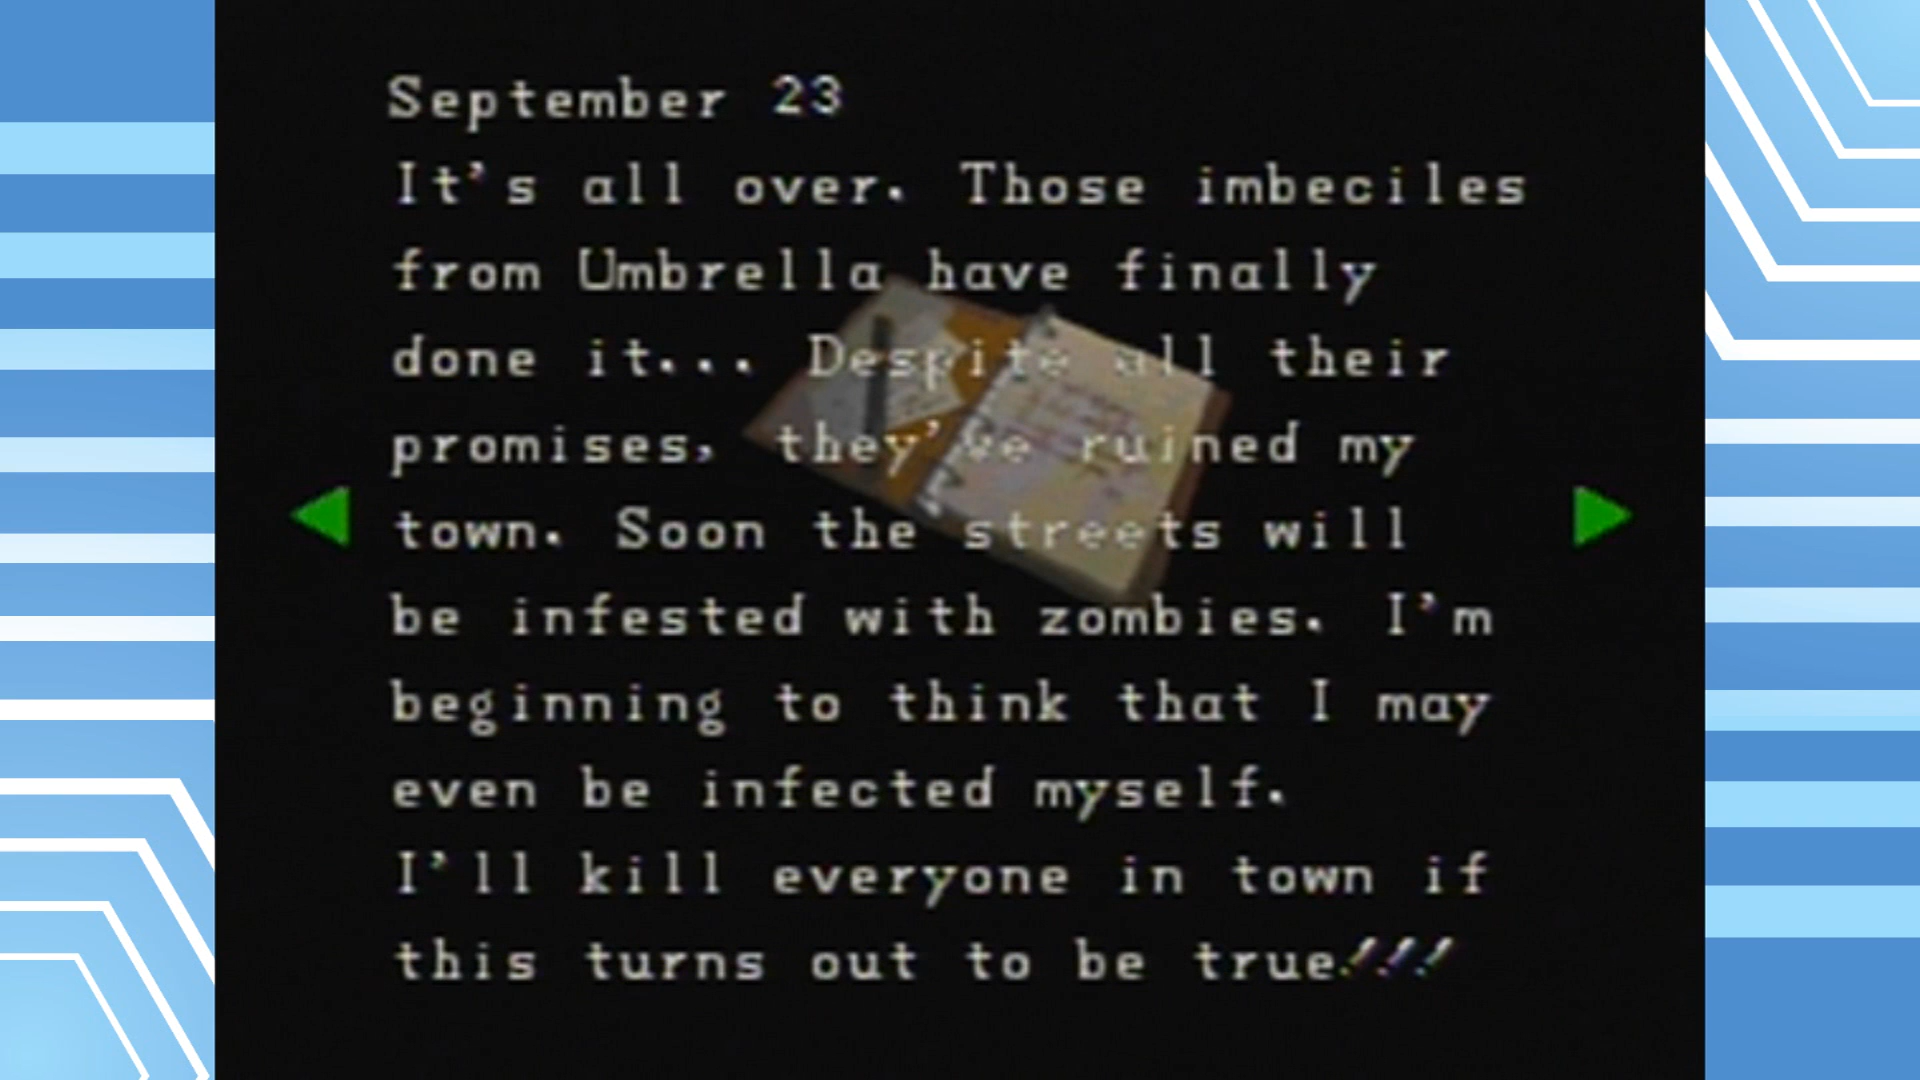 September 23
It's all over. Those imbeciles
from Umbrella have finally
done it... Despite all their
promises, they've ruined my
town. Soon the streets will
be infested with zombies. I'm
beginning to think that I may
even be infected myself.
I'll kill everyone in town if
this turns out to be true!!!